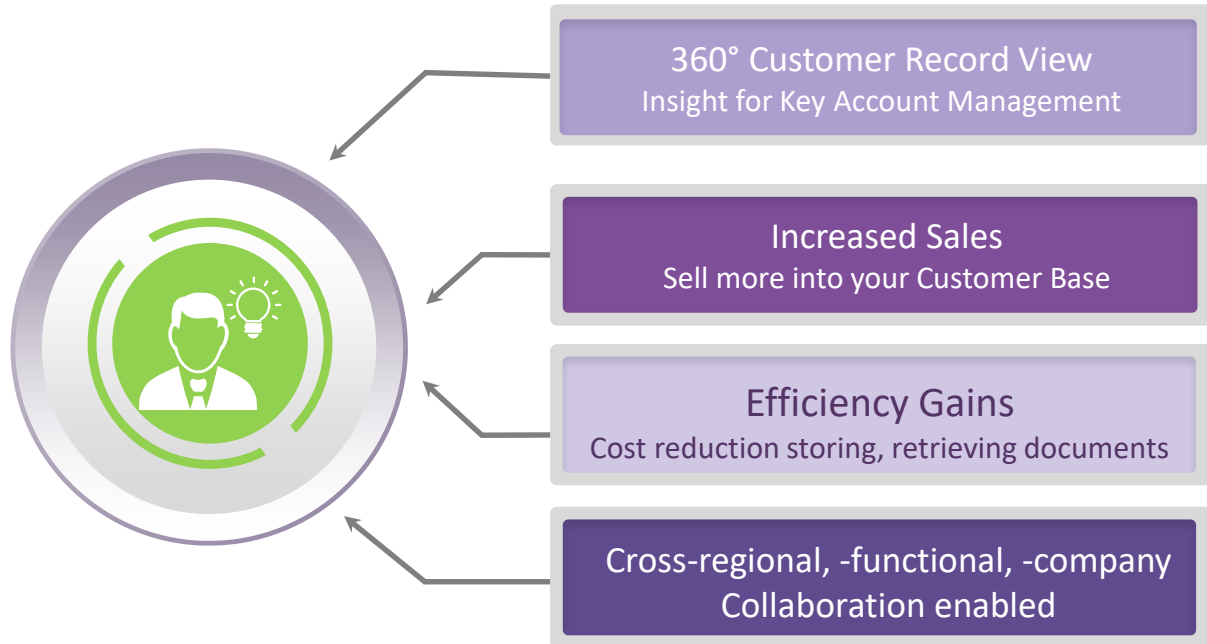 360° Customer Record View
Insight for Key Account Management
Increased Sales
Sell more into your Customer Base
Efficiency Gains
Cost reduction storing, retrieving documents
Cross-regional, -functional, -company
Collaboration enabled